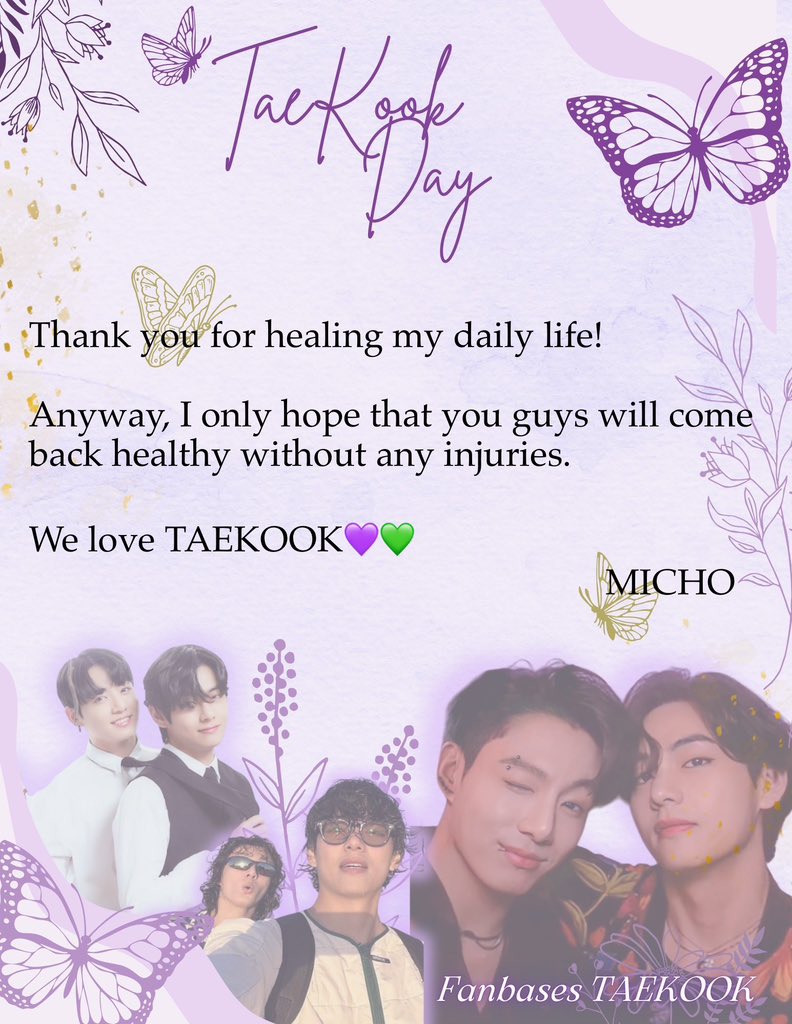 TaeKook
Day
Thank you for healing my daily life!
Anyway, I only hope that you guys will come
back healthy without any injuries.
We love TAEKOOK💜💚
MICHO
Fanbases TAEKOOK